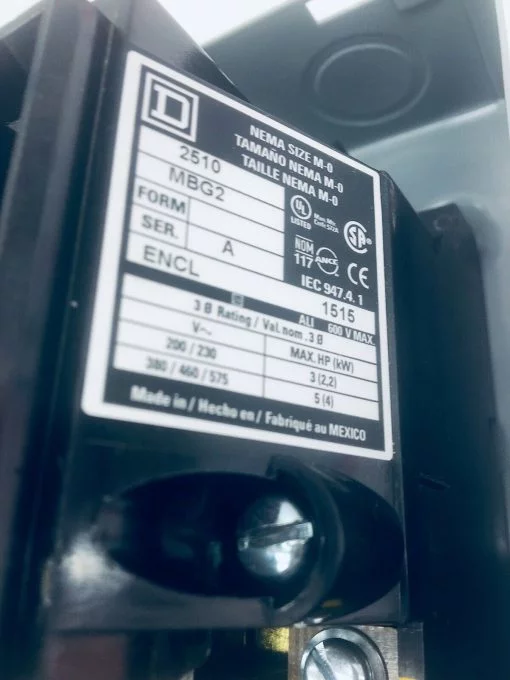 D
NEMA SIZE M-0
TAMAÑO NEMA M-0
TAILLE NEMA M-0
2510
MBG2
FORM
SER. A
ENCL
UL
LISTED
SA
NOM
117
ANCE
CE
IEC 947.4.1
1515
ALI 600 V MAX.
3 Ø Rating / Val. nom. 3 Ø
V~ MAX. HP (kW)
200 / 230 3 (2,2)
380 / 460 / 575 5 (4)
Made in / Hecho en / Fabriqué au MEXICO